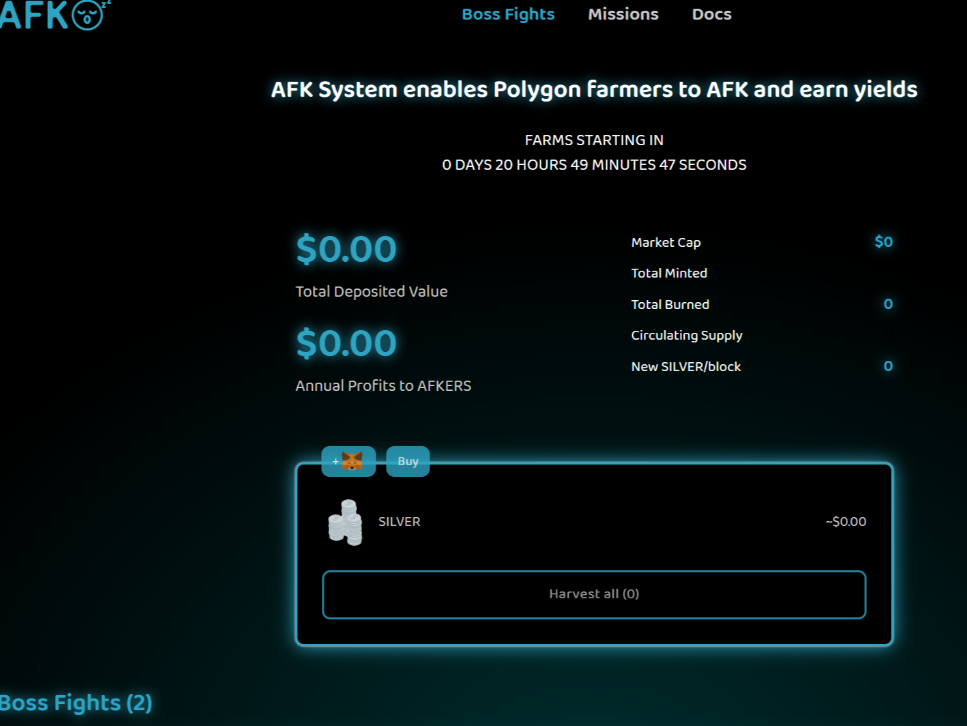 AFK
Boss Fights Missions Docs
AFK System enables Polygon farmers to AFK and earn yields
FARMS STARTING IN
0 DAYS 20 HOURS 49 MINUTES 47 SECONDS
$0.00
Total Deposited Value
$0.00
Annual Profits to AFKERS
Market Cap $0
Total Minted
Total Burned 0
Circulating Supply
New SILVER/block 0
+ Buy
SILVER ~$0.00
Harvest all (0)
Boss Fights (2)